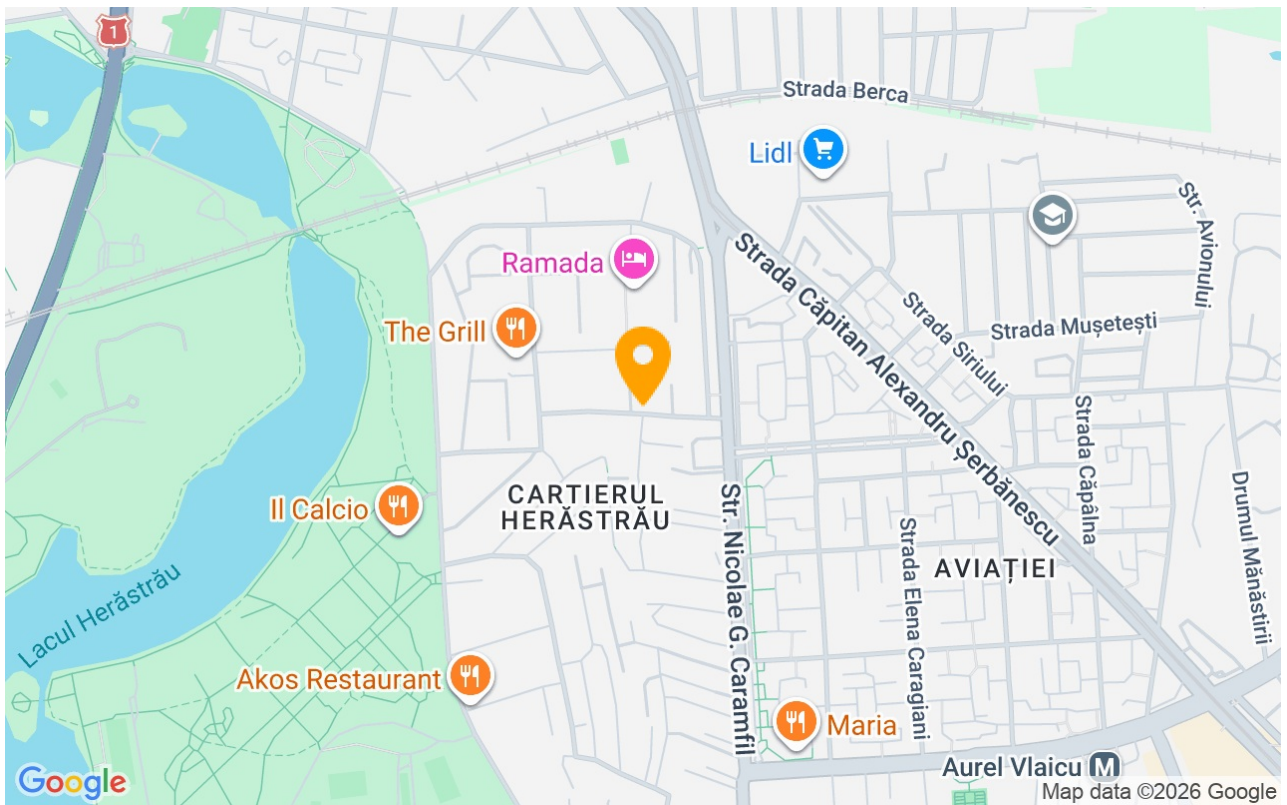 1
Strada Berca
Lidl
Str. Avionului
Ramada
Strada Căpitan Alexandru Șerbănescu
The Grill
Strada Siriului
Strada Mușetești
Strada Căpâlna
CARTIERUL
HERĂSTRĂU
Il Calcio
Str. Nicolae G. Caramfil
Strada Elena Caragiani
Drumul Mănăstirii
AVIAȚIEI
Lacul Herăstrău
Akos Restaurant
Maria
Aurel Vlaicu M
Google
Map data ©2026 Google